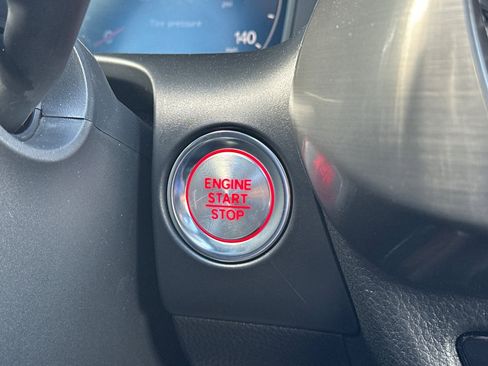 Tire pressure
140
ENGINE
START
STOP